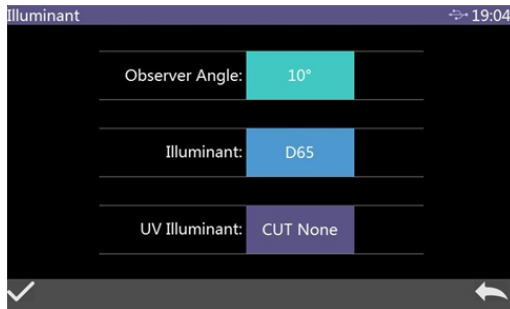 Illuminant 19:04
Observer Angle: 10°
Illuminant: D65
UV Illuminant: CUT None